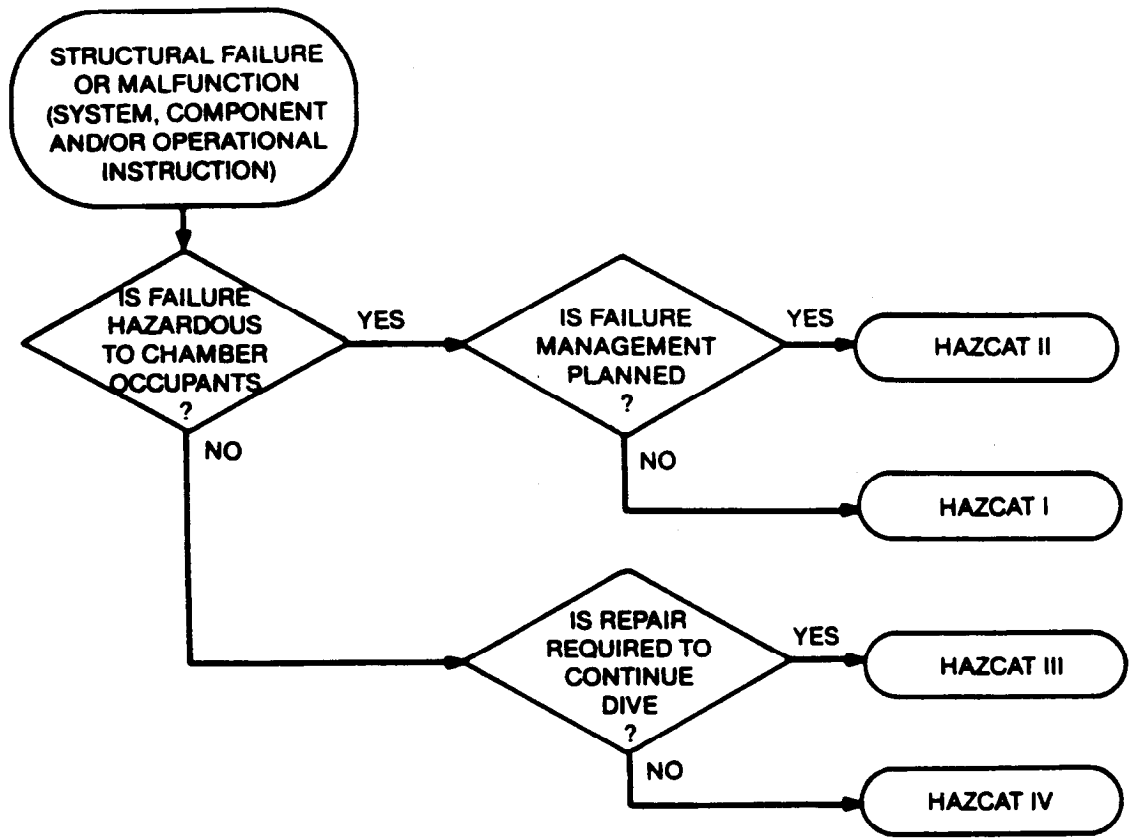 STRUCTURAL FAILURE
OR MALFUNCTION
(SYSTEM, COMPONENT
AND/OR OPERATIONAL
INSTRUCTION)
IS FAILURE
HAZARDOUS
TO CHAMBER
OCCUPANTS
?
YES
NO
IS FAILURE
MANAGEMENT
PLANNED
?
YES
HAZCAT II
NO
HAZCAT I
IS REPAIR
REQUIRED TO
CONTINUE
DIVE
?
YES
HAZCAT III
NO
HAZCAT IV